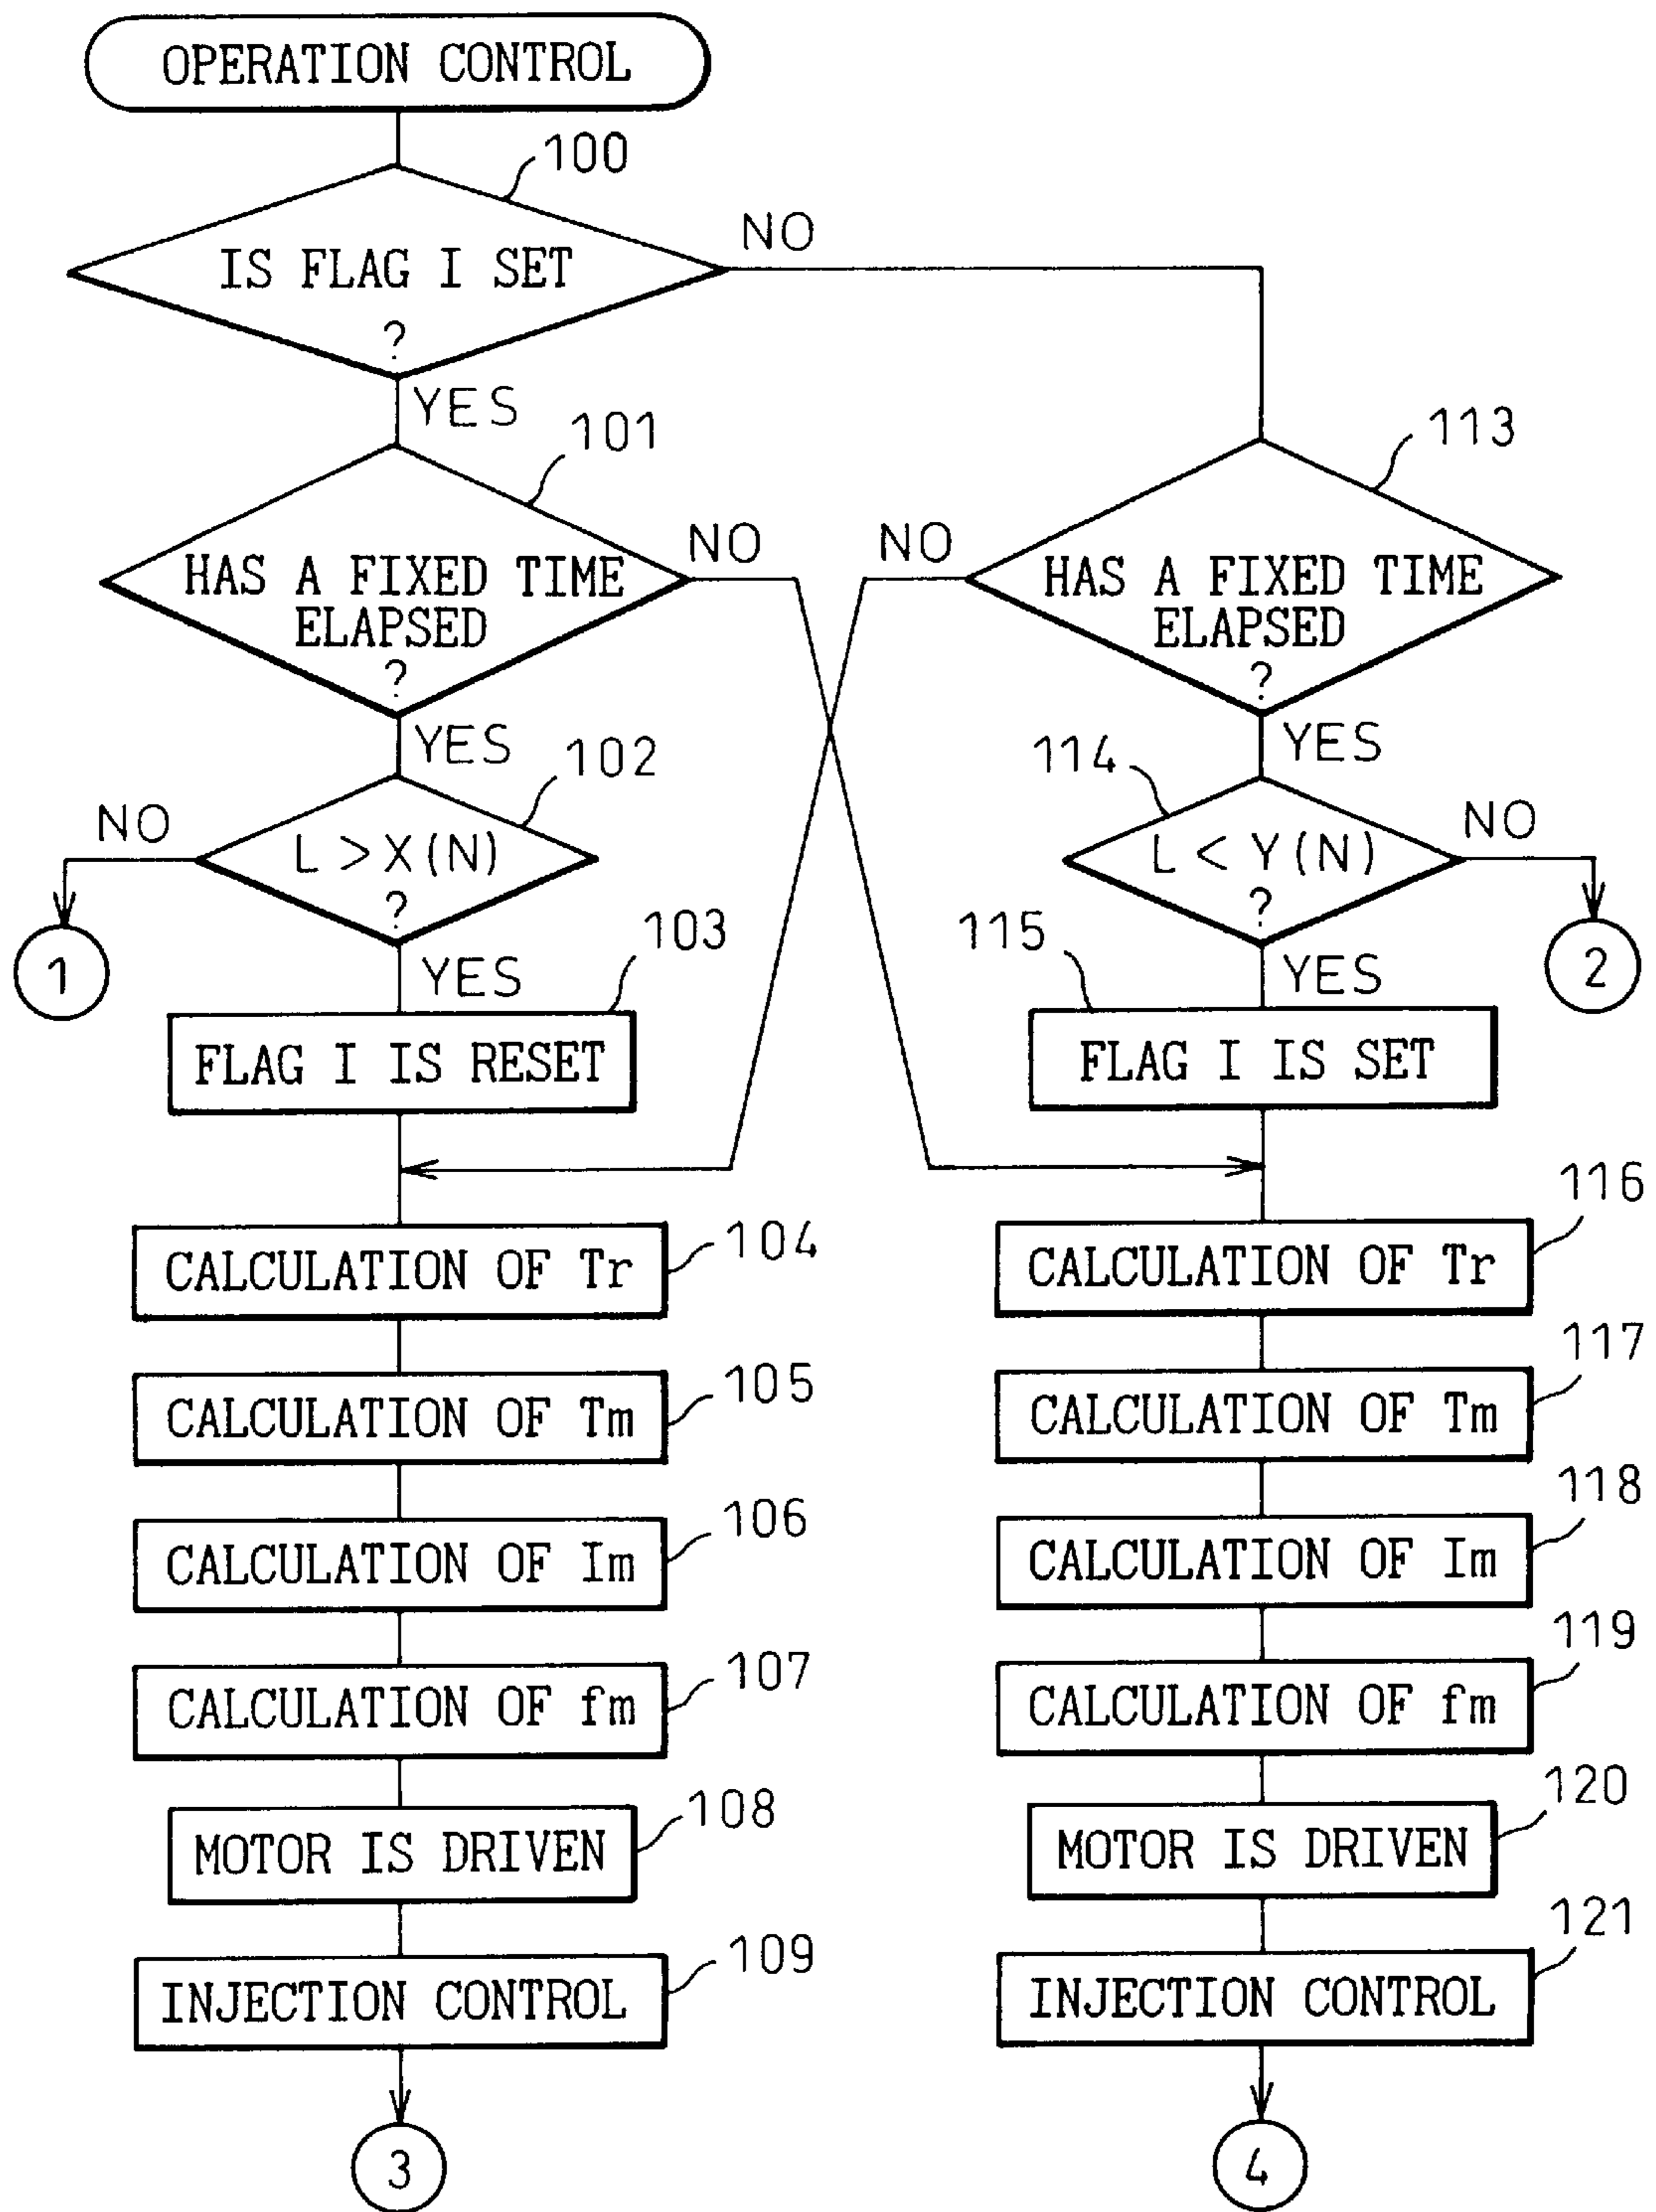 OPERATION CONTROL
100
IS FLAG I SET
?
NO
YES
101
HAS A FIXED TIME
ELAPSED
?
NO
YES
102
L > X(N)
?
NO
1
YES
103
FLAG I IS RESET
104
CALCULATION OF Tr
105
CALCULATION OF Tm
106
CALCULATION OF Im
107
CALCULATION OF fm
108
MOTOR IS DRIVEN
109
INJECTION CONTROL
3
113
HAS A FIXED TIME
ELAPSED
?
NO
YES
114
L < Y(N)
?
NO
2
YES
115
FLAG I IS SET
116
CALCULATION OF Tr
117
CALCULATION OF Tm
118
CALCULATION OF Im
119
CALCULATION OF fm
120
MOTOR IS DRIVEN
121
INJECTION CONTROL
4